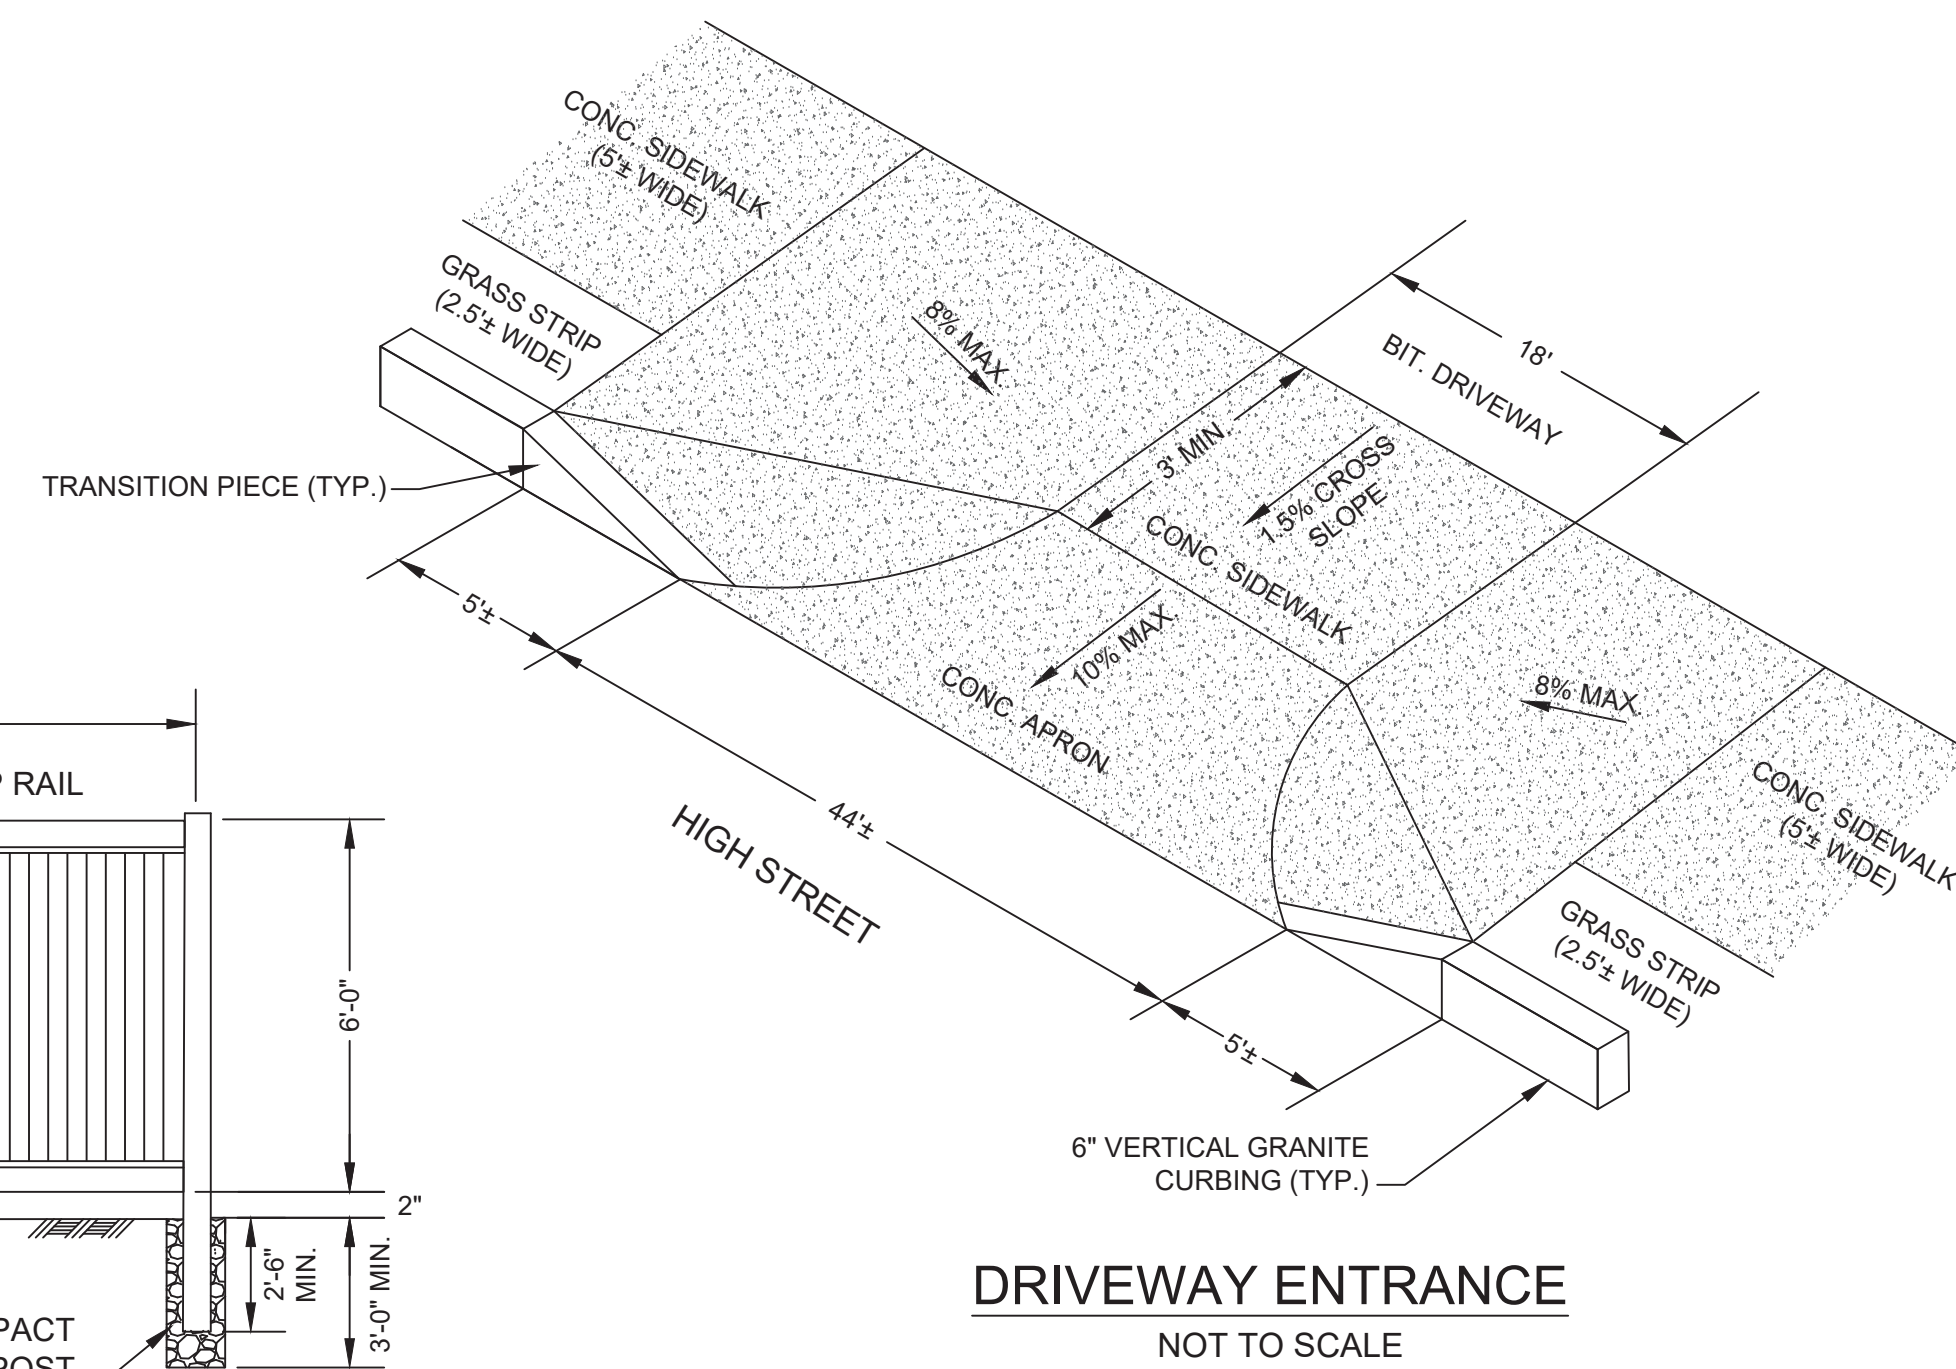 CONC. SIDEWALK
(5'± WIDE)
GRASS STRIP
(2.5'± WIDE)
8% MAX.
18'
BIT. DRIVEWAY
3' MIN.
1.5% CROSS
SLOPE
CONC. SIDEWALK
TRANSITION PIECE (TYP.)
5'±
10% MAX.
CONC. APRON
8% MAX.
CONC. SIDEWALK
(5'± WIDE)
44'±
HIGH STREET
GRASS STRIP
(2.5'± WIDE)
5'±
6" VERTICAL GRANITE
CURBING (TYP.)
DRIVEWAY ENTRANCE
NOT TO SCALE
RAIL
6'-0"
2"
2'-6"
MIN.
3'-0" MIN.
PACT
POST